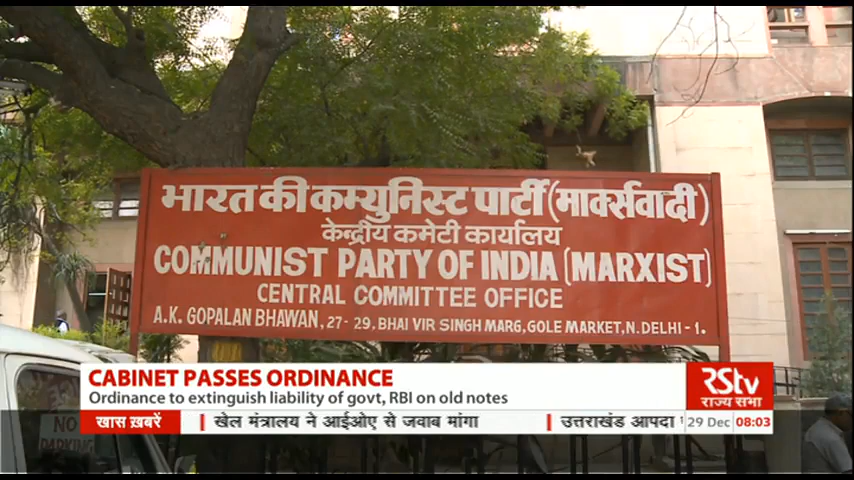 भारत की कम्युनिस्ट पार्टी (मार्क्सवादी)
केन्द्रीय कमेटी कार्यालय
COMMUNIST PARTY OF INDIA (MARXIST)
CENTRAL COMMITTEE OFFICE
A.K. GOPALAN BHAWAN, 27-29, BHAI VIR SINGH MARG, GOLE MARKET, N. DELHI-1.
CABINET PASSES ORDINANCE
Ordinance to extinguish liability of govt, RBI on old notes
RSTV
राज्य सभा
NO PARKING
खास ख़बरें
खेल मंत्रालय ने आईओए से जवाब मांगा
उत्तराखंड आपदा
29 Dec 08:03